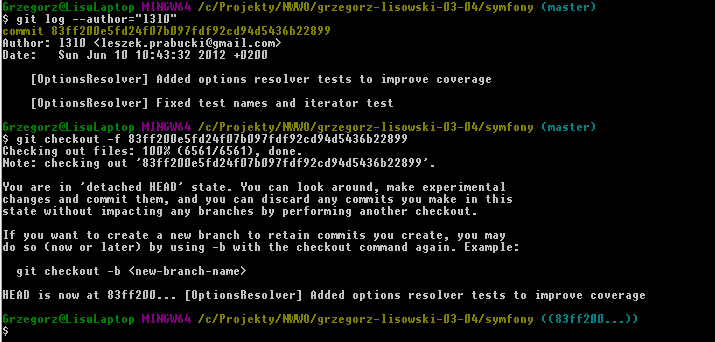 Grzegorz@LisuLaptop MINGW64 /c/Projekty/NWWO/grzegorz-lisowski-03-04/symfony (master)
$ git log --author="l3l0"
commit 83ff200e5fd24f07b097fdf92cd94d5436b22899
Author: l3l0 <leszek.prabucki@gmail.com>
Date:   Sun Jun 10 10:43:32 2012 +0200
[OptionsResolver] Added options resolver tests to improve coverage
[OptionsResolver] Fixed test names and iterator test
Grzegorz@LisuLaptop MINGW64 /c/Projekty/NWWO/grzegorz-lisowski-03-04/symfony (master)
$ git checkout -f 83ff200e5fd24f07b097fdf92cd94d5436b22899
Checking out files: 100% (6561/6561), done.
Note: checking out '83ff200e5fd24f07b097fdf92cd94d5436b22899'.
You are in 'detached HEAD' state. You can look around, make experimental
changes and commit them, and you can discard any commits you make in this
state without impacting any branches by performing another checkout.
If you want to create a new branch to retain commits you create, you may
do so (now or later) by using -b with the checkout command again. Example:
git checkout -b <new-branch-name>
HEAD is now at 83ff200... [OptionsResolver] Added options resolver tests to improve coverage
Grzegorz@LisuLaptop MINGW64 /c/Projekty/NWWO/grzegorz-lisowski-03-04/symfony ((83ff200...))
$